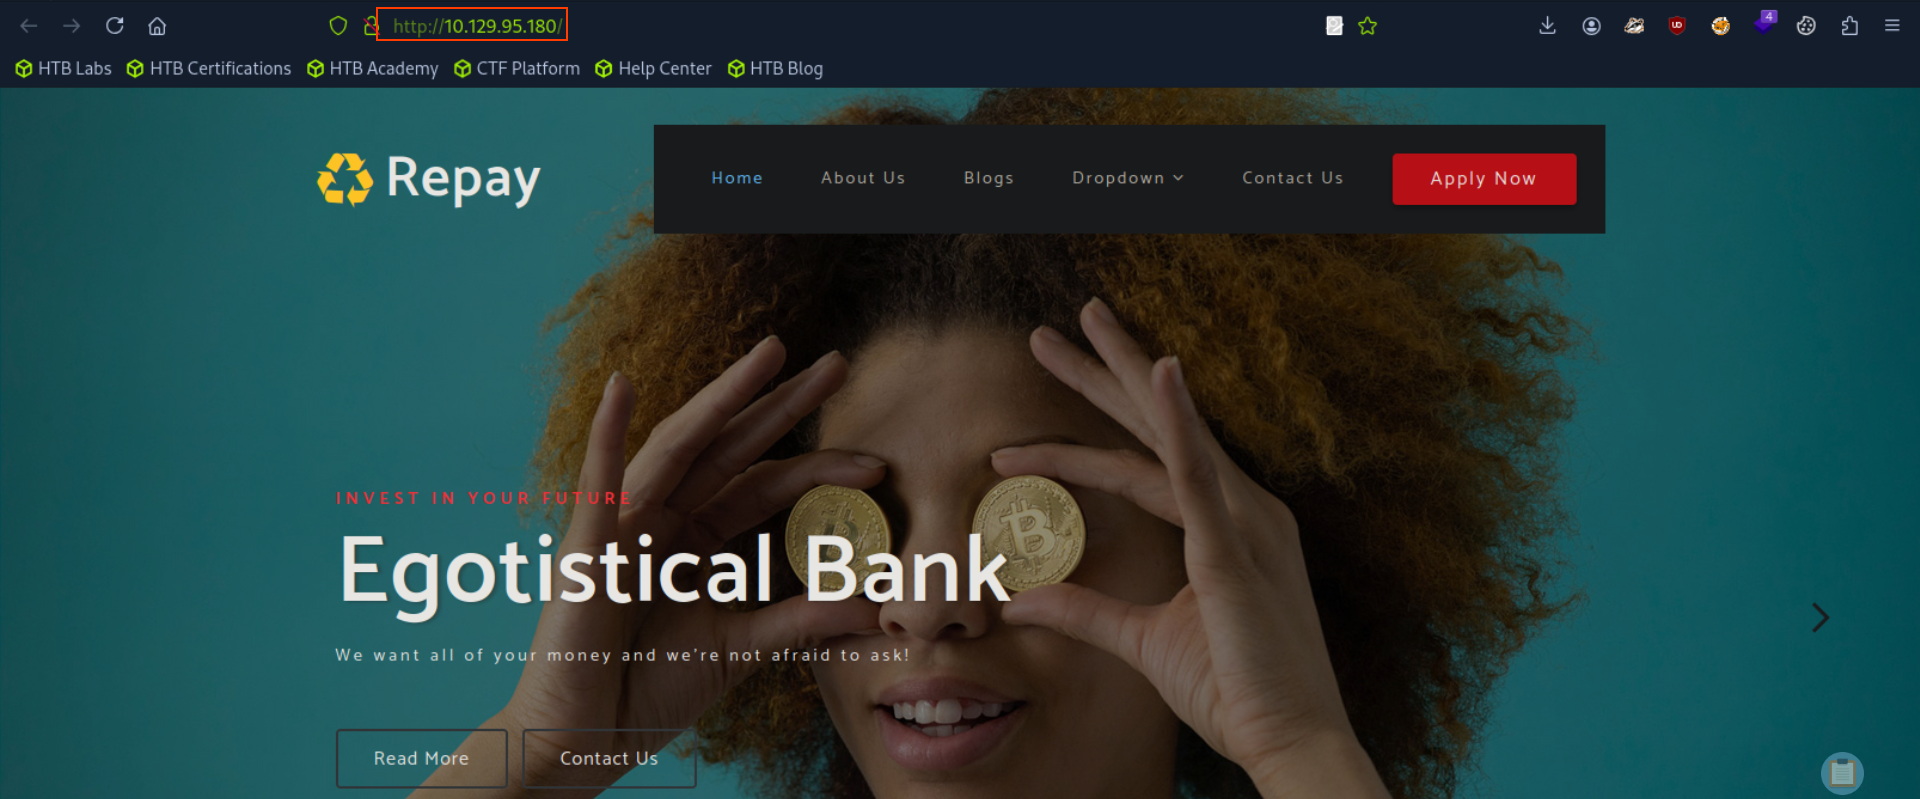 http://10.129.95.180/
4
HTB Labs HTB Certifications HTB Academy CTF Platform Help Center HTB Blog
Repay
Home About Us Blogs Dropdown Contact Us Apply Now
INVEST IN YOUR FUTURE
Egotistical Bank
We want all of your money and we're not afraid to ask!
Read More Contact Us